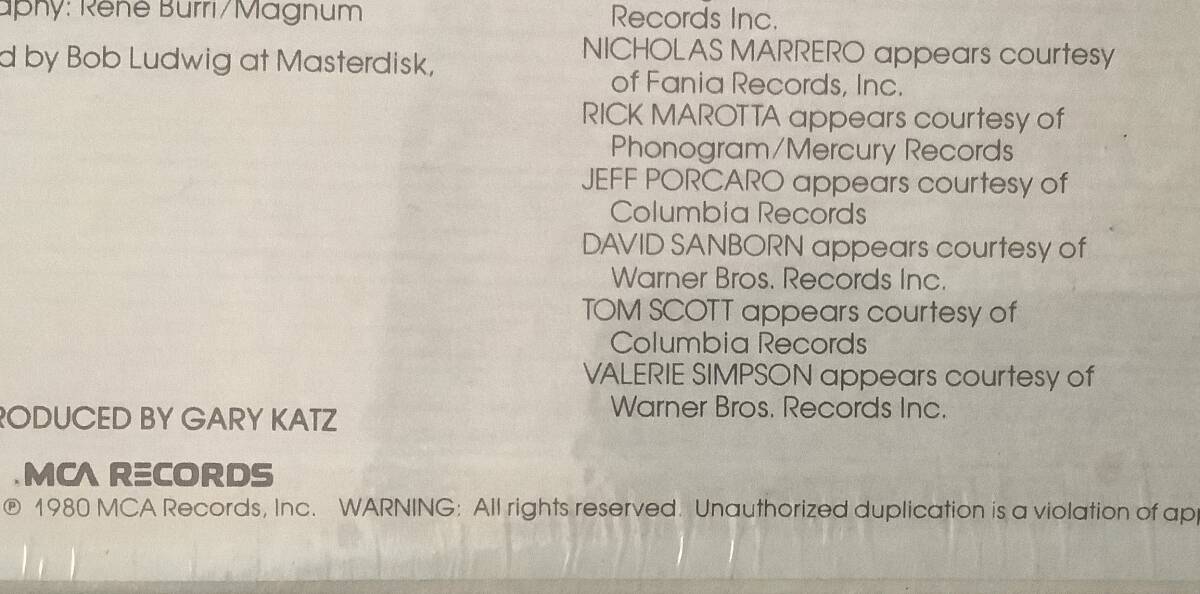 René Burri/Magnum
d by Bob Ludwig at Masterdisk,
RODUCED BY GARY KATZ
MCA RECORDS
℗ 1980 MCA Records, Inc. WARNING: All rights reserved. Unauthorized duplication is a violation of app
Records Inc.
NICHOLAS MARRERO appears courtesy
of Fania Records, Inc.
RICK MAROTTA appears courtesy of
Phonogram/Mercury Records
JEFF PORCARO appears courtesy of
Columbia Records
DAVID SANBORN appears courtesy of
Warner Bros. Records Inc.
TOM SCOTT appears courtesy of
Columbia Records
VALERIE SIMPSON appears courtesy of
Warner Bros. Records Inc.